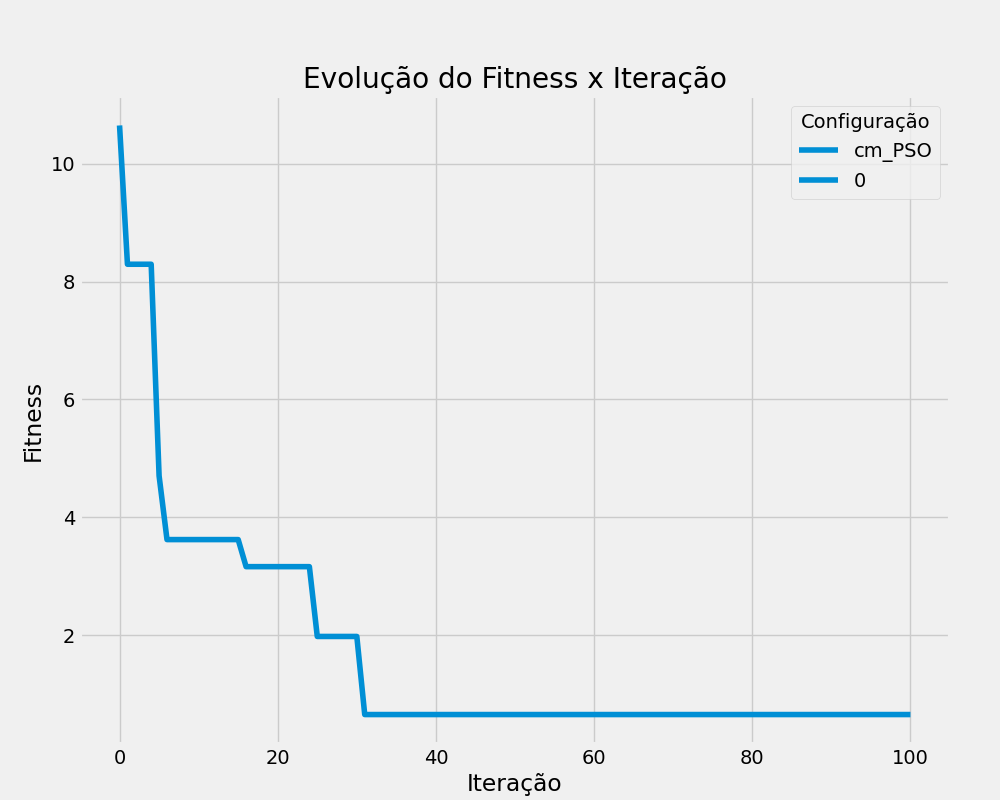 Evolução do Fitness x Iteração
Configuração
cm_PSO
0
Fitness
10
8
6
4
2
0 20 40 60 80 100
Iteração